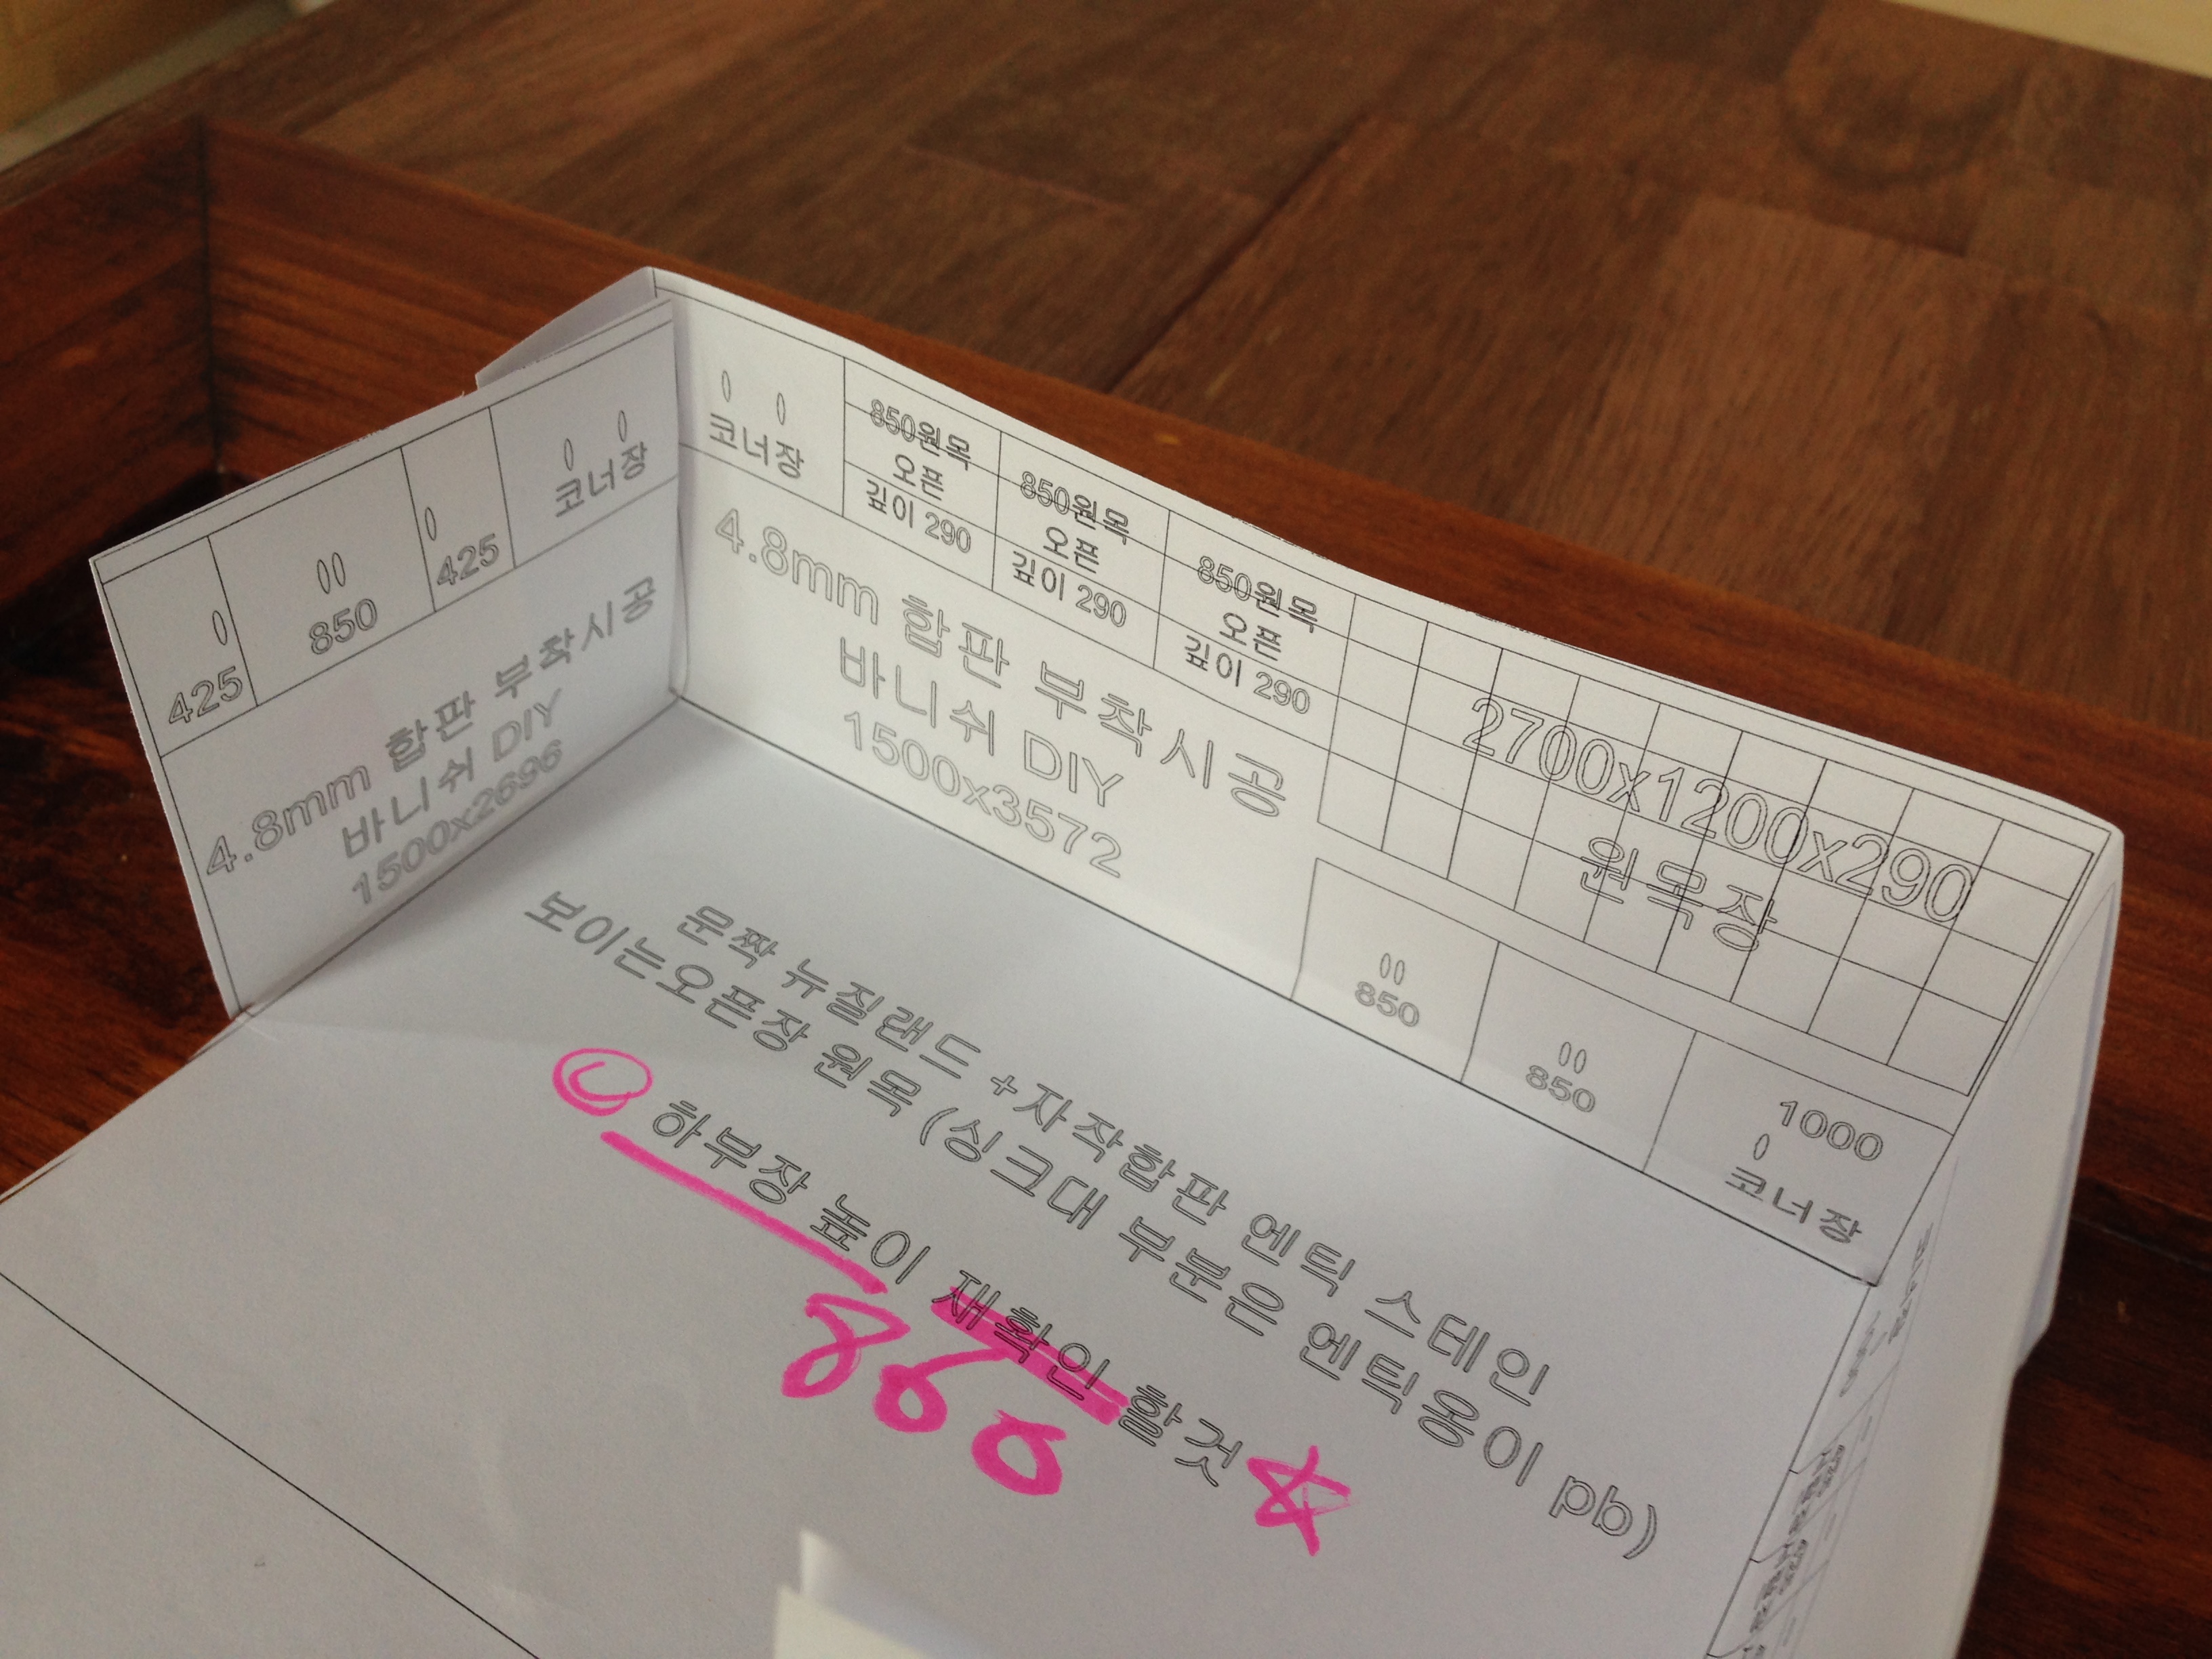 425
850
425
코너장
4.8mm 합판 부착시공
바니쉬 DIY
1500x2696
코너장
850원목
오픈
깊이 290
850원목
오픈
깊이 290
850원목
오픈
깊이 290
4.8mm 합판 부착시공
바니쉬 DIY
1500x3572
2700x1200x290
원목장
850
850
1000
코너장
문짝 뉴질랜드 +자작합판 엔틱 스테인
보이는오픈장 원목 (싱크대 부분은 엔틱옹이 pb)
하부장 높이 재확인 할것
860